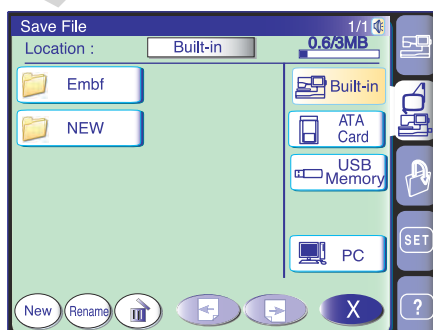 Save File 1/1
Location : Built-in 0.6/3MB
Embf
NEW
Built-in
ATA
Card
USB
Memory
PC
SET
New Rename X ?